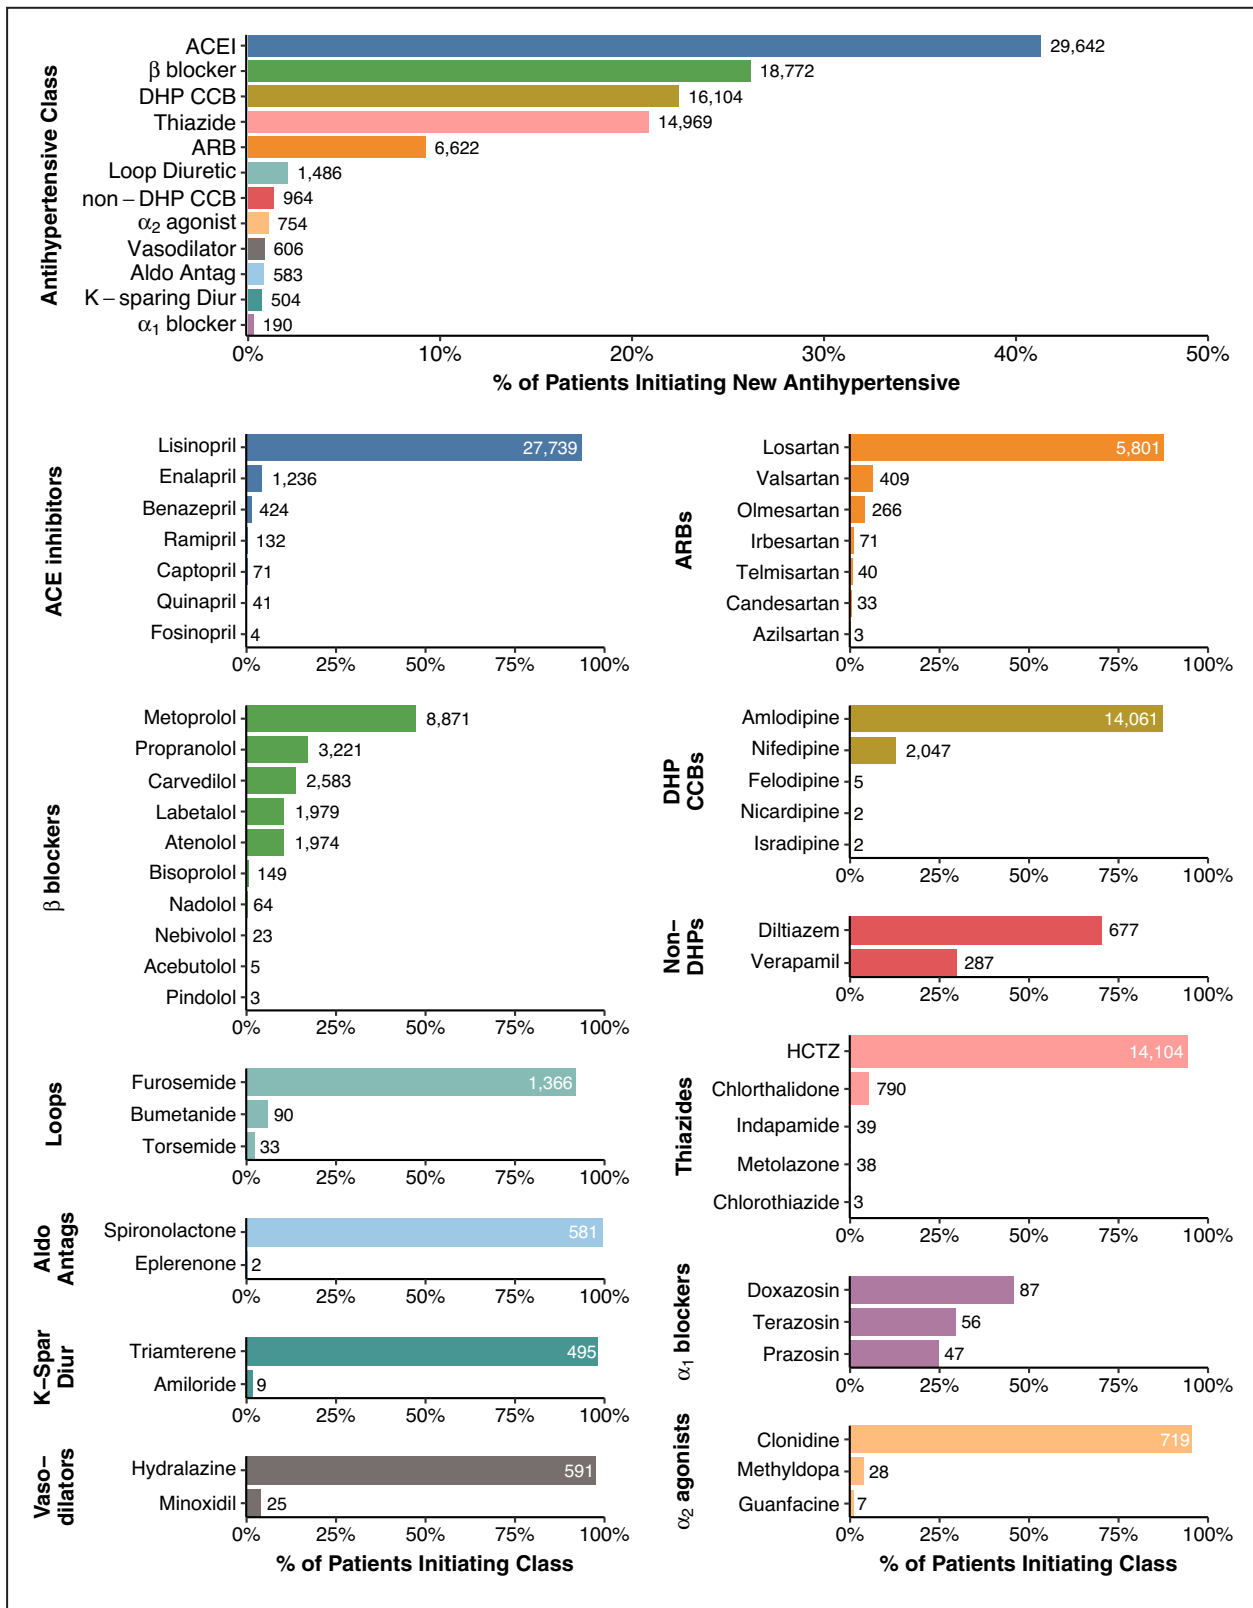 Antihypertensive Class
ACEI 29,642
β blocker 18,772
DHP CCB 16,104
Thiazide 14,969
ARB 6,622
Loop Diuretic 1,486
non−DHP CCB 964
α2 agonist 754
Vasodilator 606
Aldo Antag 583
K−sparing Diur 504
α1 blocker 190
0% 10% 20% 30% 40% 50%
% of Patients Initiating New Antihypertensive
ACE inhibitors
Lisinopril 27,739
Enalapril 1,236
Benazepril 424
Ramipril 132
Captopril 71
Quinapril 41
Fosinopril 4
0% 25% 50% 75% 100%
ARBs
Losartan 5,801
Valsartan 409
Olmesartan 266
Irbesartan 71
Telmisartan 40
Candesartan 33
Azilsartan 3
0% 25% 50% 75% 100%
β blockers
Metoprolol 8,871
Propranolol 3,221
Carvedilol 2,583
Labetalol 1,979
Atenolol 1,974
Bisoprolol 149
Nadolol 64
Nebivolol 23
Acebutolol 5
Pindolol 3
0% 25% 50% 75% 100%
DHP
CCBs
Amlodipine 14,061
Nifedipine 2,047
Felodipine 5
Nicardipine 2
Isradipine 2
0% 25% 50% 75% 100%
Non−
DHPs
Diltiazem 677
Verapamil 287
0% 25% 50% 75% 100%
Loops
Furosemide 1,366
Bumetanide 90
Torsemide 33
0% 25% 50% 75% 100%
Thiazides
HCTZ 14,104
Chlorthalidone 790
Indapamide 39
Metolazone 38
Chlorothiazide 3
0% 25% 50% 75% 100%
Aldo
Antags
Spironolactone 581
Eplerenone 2
0% 25% 50% 75% 100%
α1 blockers
Doxazosin 87
Terazosin 56
Prazosin 47
0% 25% 50% 75% 100%
K−Spar
Diur
Triamterene 495
Amiloride 9
0% 25% 50% 75% 100%
α2 agonists
Clonidine 719
Methyldopa 28
Guanfacine 7
0% 25% 50% 75% 100%
% of Patients Initiating Class
Vaso−
dilators
Hydralazine 591
Minoxidil 25
0% 25% 50% 75% 100%
% of Patients Initiating Class